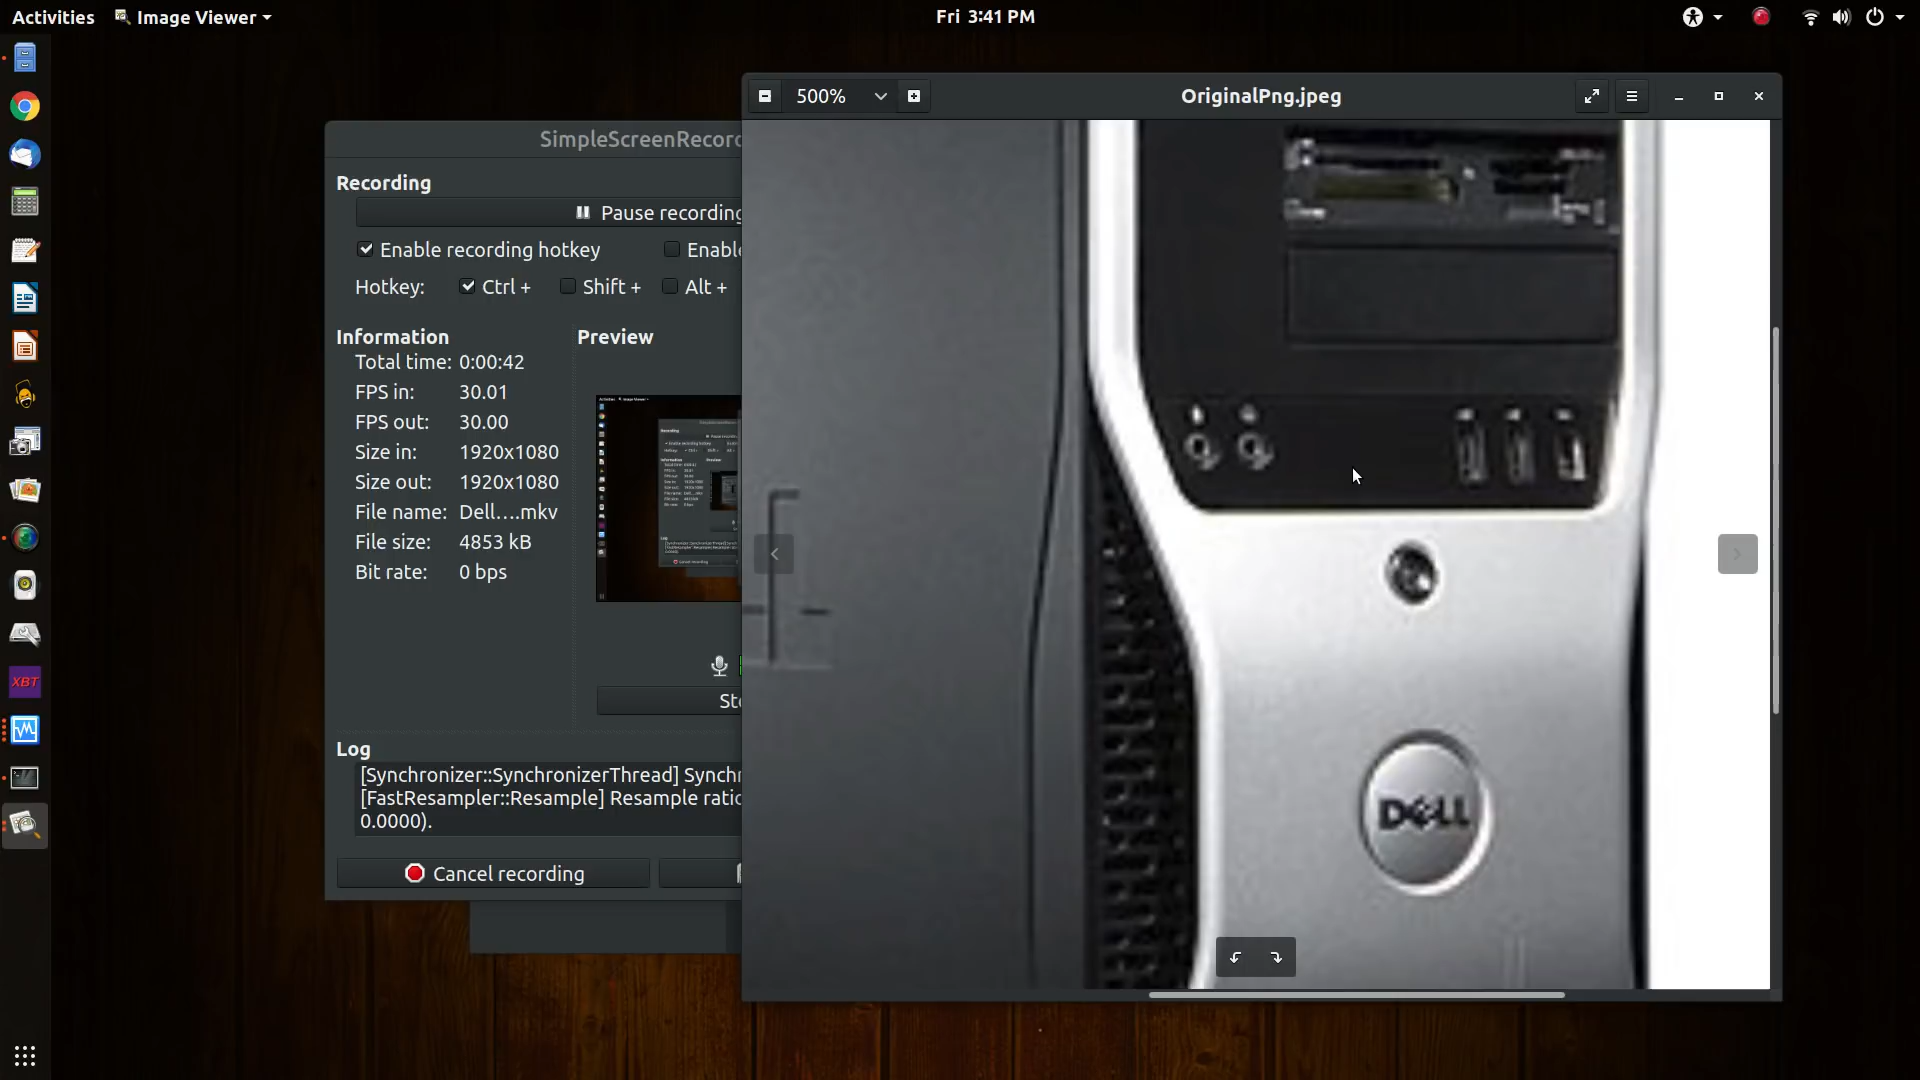 Activities
Image Viewer
Fri 3:41 PM
500%
OriginalPng.jpeg
SimpleScreenRecor
Recording
Pause recording
Enable recording hotkey
Enable
Hotkey:
Ctrl +
Shift +
Alt +
Information
Preview
Total time: 0:00:42
FPS in: 30.01
FPS out: 30.00
Size in: 1920x1080
Size out: 1920x1080
File name: Dell....mkv
File size: 4853 kB
Bit rate: 0 bps
Log
[Synchronizer::SynchronizerThread] Synchr
[FastResampler::Resample] Resample ratio
0.0000).
Cancel recording
DELL
XBT